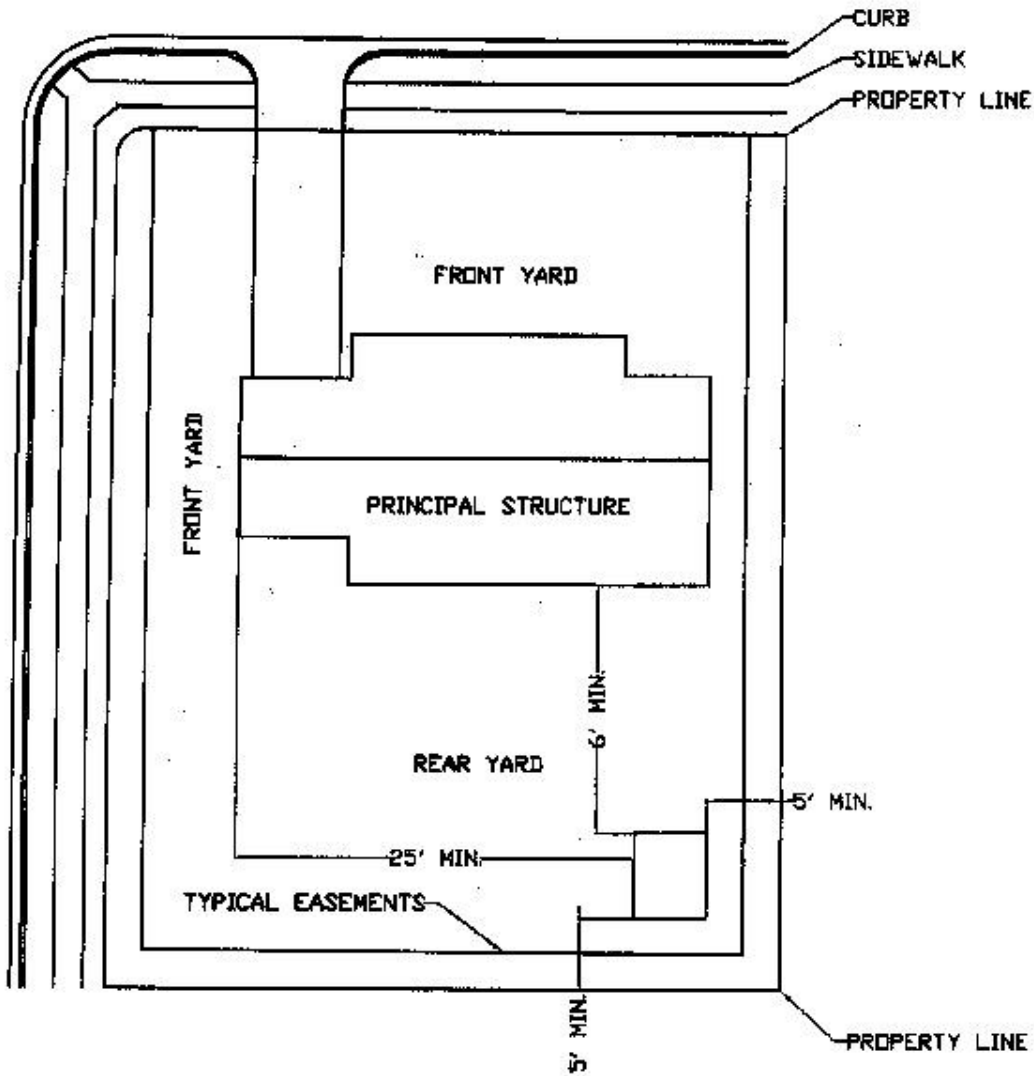 CURB
SIDEWALK
PROPERTY LINE
FRONT YARD
FRONT YARD
PRINCIPAL STRUCTURE
6' MIN.
REAR YARD
5' MIN.
25' MIN.
TYPICAL EASEMENTS
5' MIN.
PROPERTY LINE